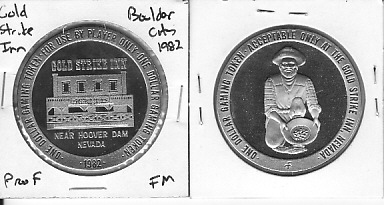 Gold
Strike
Inn
Boulder
City
1982
ONE DOLLAR GAMING TOKEN FOR USE BY PLAYER ONLY ONE DOLLAR GAMING TOKEN
GOLD STRIKE INN
NEAR HOOVER DAM
NEVADA
1982
Proof
FM
ONE DOLLAR GAMING TOKEN · ACCEPTABLE ONLY AT THE GOLD STRIKE INN, NEVADA